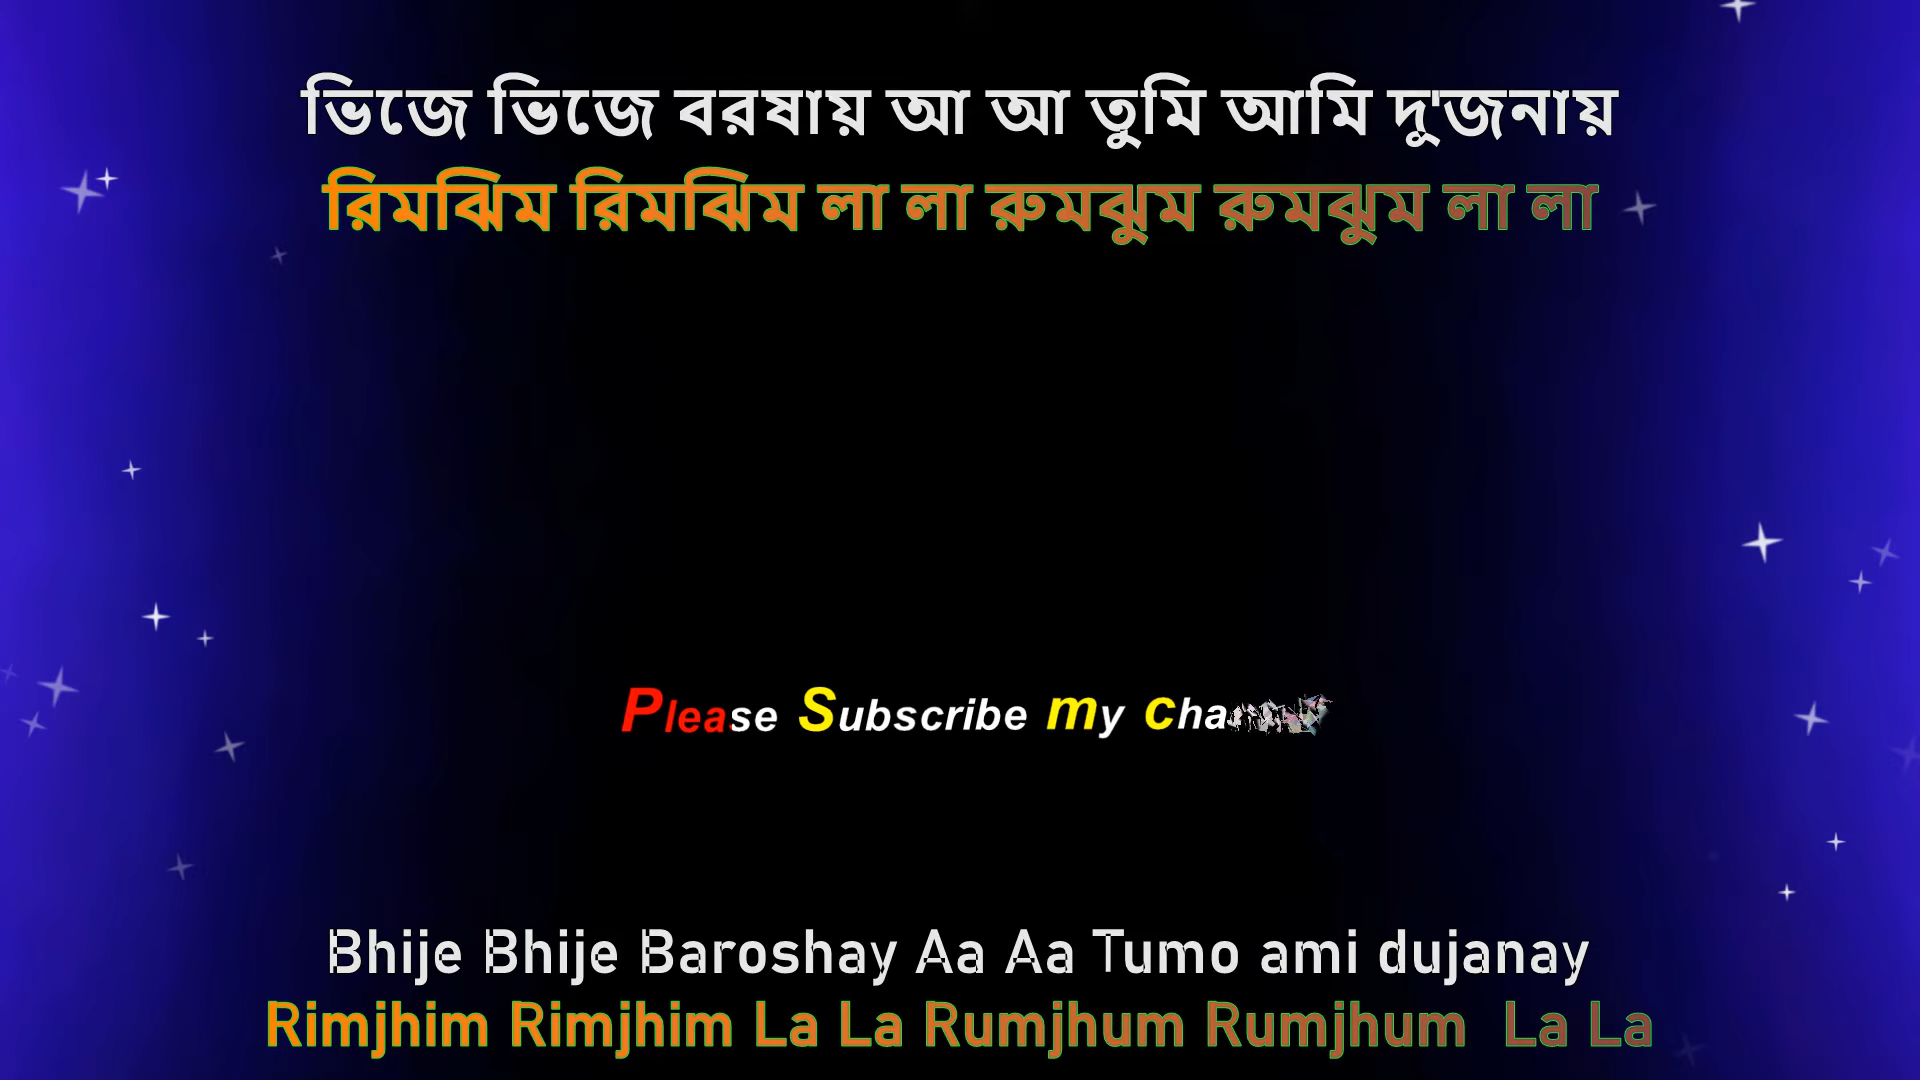 ভিজে ভিজে বরষায় আ আ তুমি আমি দু'জনায়
রিমঝিম রিমঝিম লা লা রুমঝুম রুমঝুম লা লা
Please Subscribe my
Bhije Bhije Baroshay Aa Aa Tumo ami dujanay
Rimjhim Rimjhim La La Rumjhum Rumjhum La La